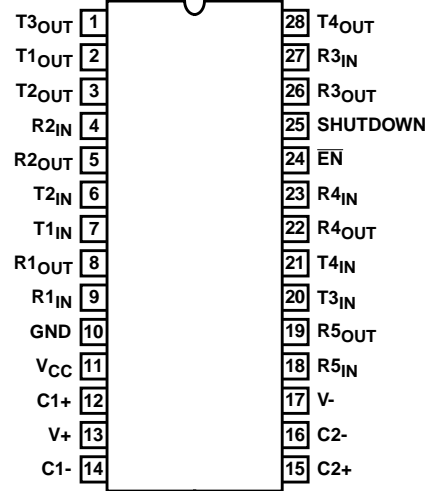 T3OUT 1
T1OUT 2
T2OUT 3
R2IN 4
R2OUT 5
T2IN 6
T1IN 7
R1OUT 8
R1IN 9
GND 10
VCC 11
C1+ 12
V+ 13
C1- 14
28 T4OUT
27 R3IN
26 R3OUT
25 SHUTDOWN
24 EN
23 R4IN
22 R4OUT
21 T4IN
20 T3IN
19 R5OUT
18 R5IN
17 V-
16 C2-
15 C2+